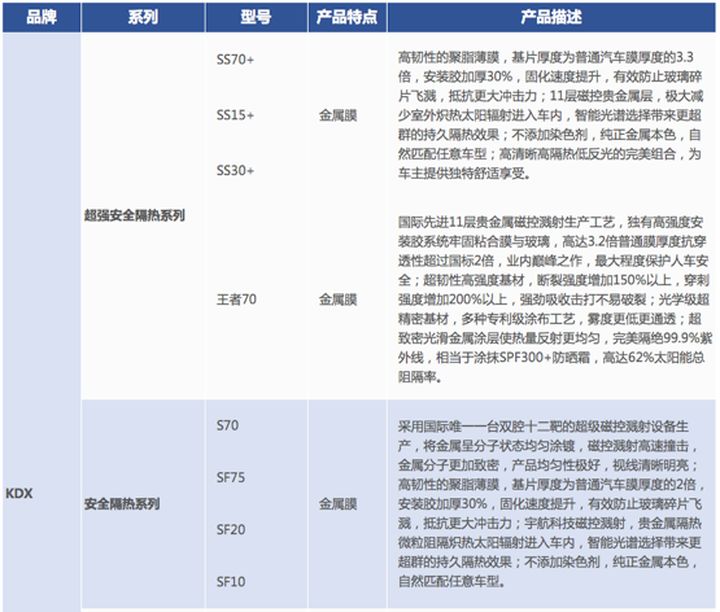 品牌 系列 型号 产品特点 产品描述
SS70+
高韧性的聚脂薄膜，基片厚度为普通汽车膜厚度的3.3
倍，安装胶加厚30%，固化速度提升，有效防止玻璃碎
片飞溅，抵抗更大冲击力；11层磁控贵金属层，极大减
少室外炽热太阳辐射进入车内，智能光谱选择带来更超
群的持久隔热效果；不添加染色剂，纯正金属本色，自
然匹配任意车型；高清晰高隔热低反光的完美组合，为
车主提供独特舒适享受。
SS15+
金属膜
SS30+
超强安全隔热系列
王者70
金属膜
国际先进11层贵金属磁控溅射生产工艺，独有高强度安
装胶系统牢固粘合膜与玻璃，高达3.2倍普通膜厚度抗穿
透性超过国标2倍，业内巅峰之作，最大程度保护人车安
全；超韧性高强度基材，断裂强度增加150%以上，穿刺
强度增加200%以上，强劲吸收击打不易破裂；光学级超
精密基材，多种专利级涂布工艺，雾度更低更通透；超
致密光滑金属涂层使热量反射更均匀，完美隔绝99.9%紫
外线，相当于涂抹SPF300+防晒霜，高达62%太阳能总
阻隔率。
KDX
安全隔热系列
S70
SF75
SF20
SF10
金属膜
采用国际唯一一台双腔十二靶的超级磁控溅射设备生
产，将金属呈分子状态均匀涂镀，磁控溅射高速撞击，
金属分子更加致密，产品均匀性极好，视线清晰明亮；
高韧性的聚脂薄膜，基片厚度为普通汽车膜厚度的2倍，
安装胶加厚30%，固化速度提升，有效防止玻璃碎片飞
溅，抵抗更大冲击力；宇航科技磁控溅射，贵金属隔热
微粒阻隔炽热太阳辐射进入车内，智能光谱选择带来更
超群的持久隔热效果；不添加染色剂，纯正金属本色，
自然匹配任意车型。